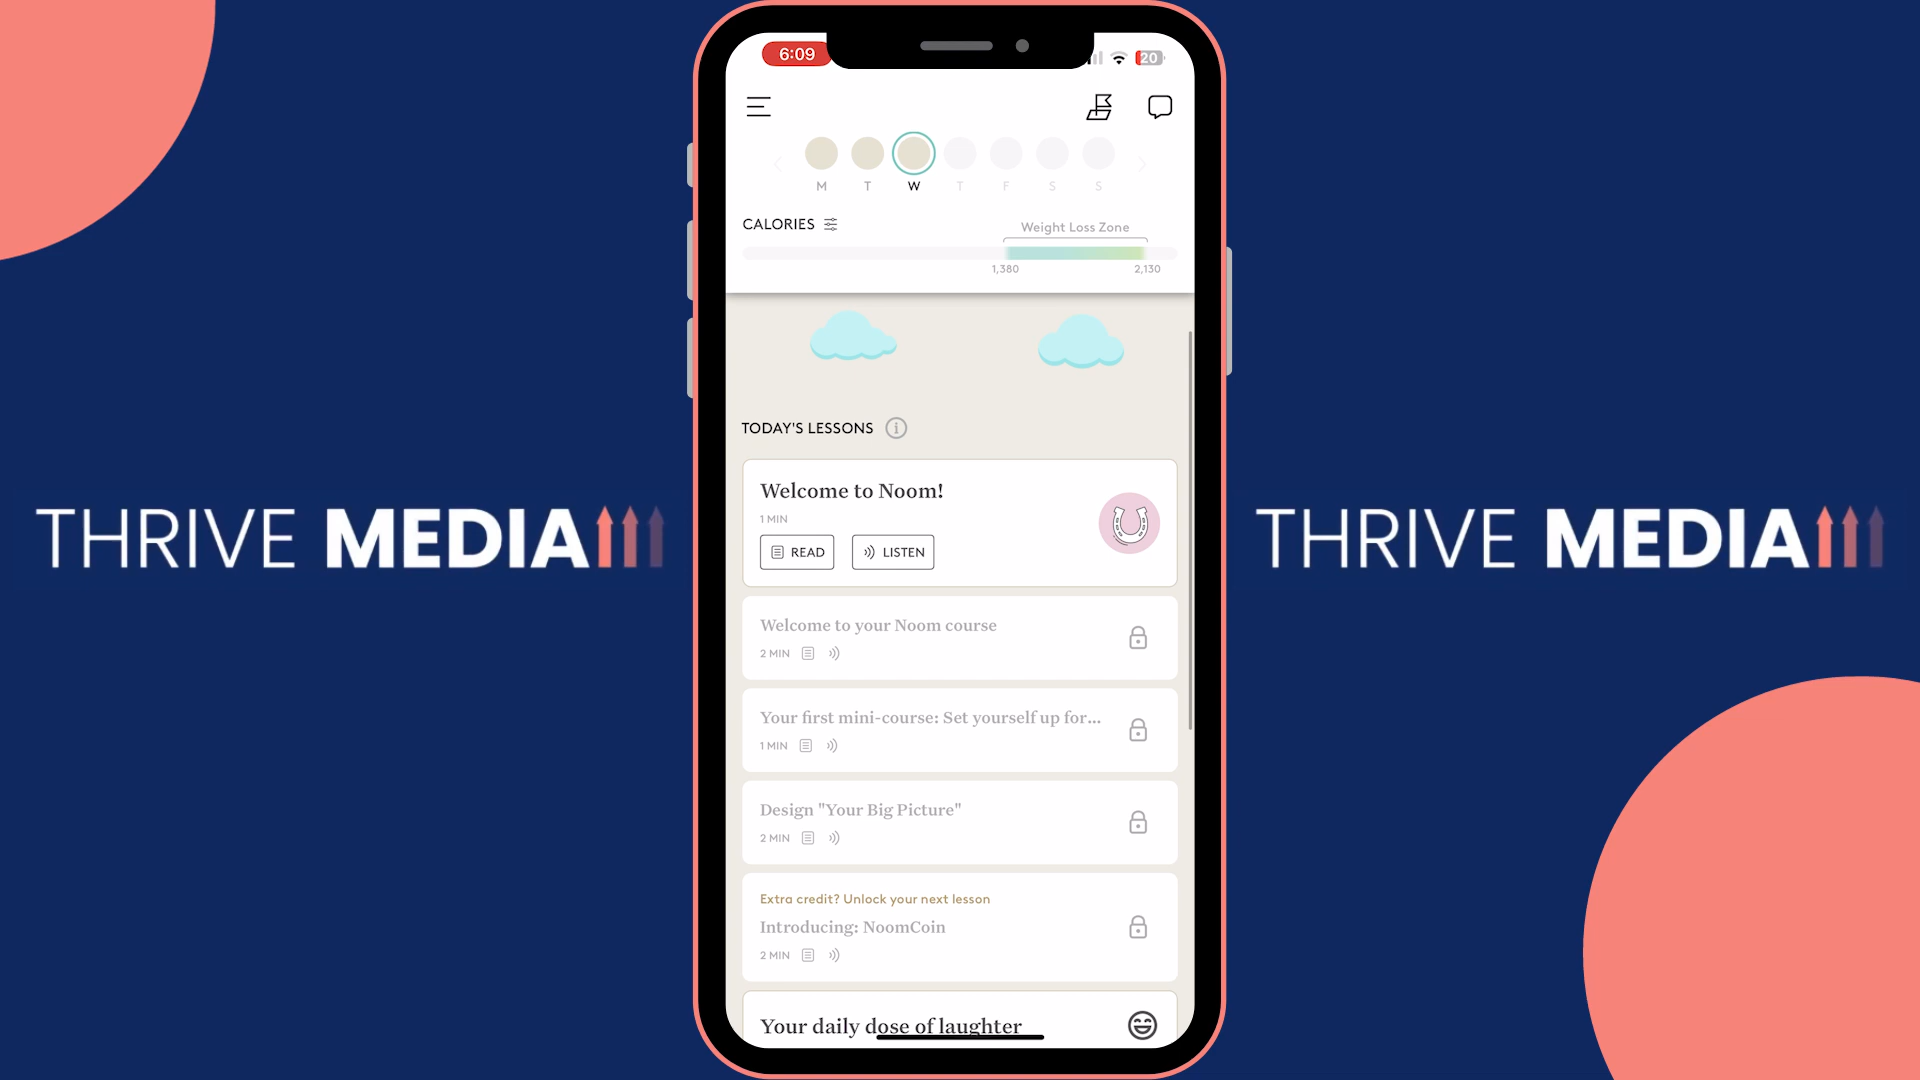 6:09
20
M T W T F S S
CALORIES
Weight Loss Zone
1,380 2,130
TODAY'S LESSONS
Welcome to Noom!
1 MIN
READ LISTEN
Welcome to your Noom course
2 MIN
Your first mini-course: Set yourself up for...
1 MIN
Design "Your Big Picture"
2 MIN
Extra credit? Unlock your next lesson
Introducing: NoomCoin
2 MIN
Your daily dose of laughter
THRIVE MEDIA
THRIVE MEDIA